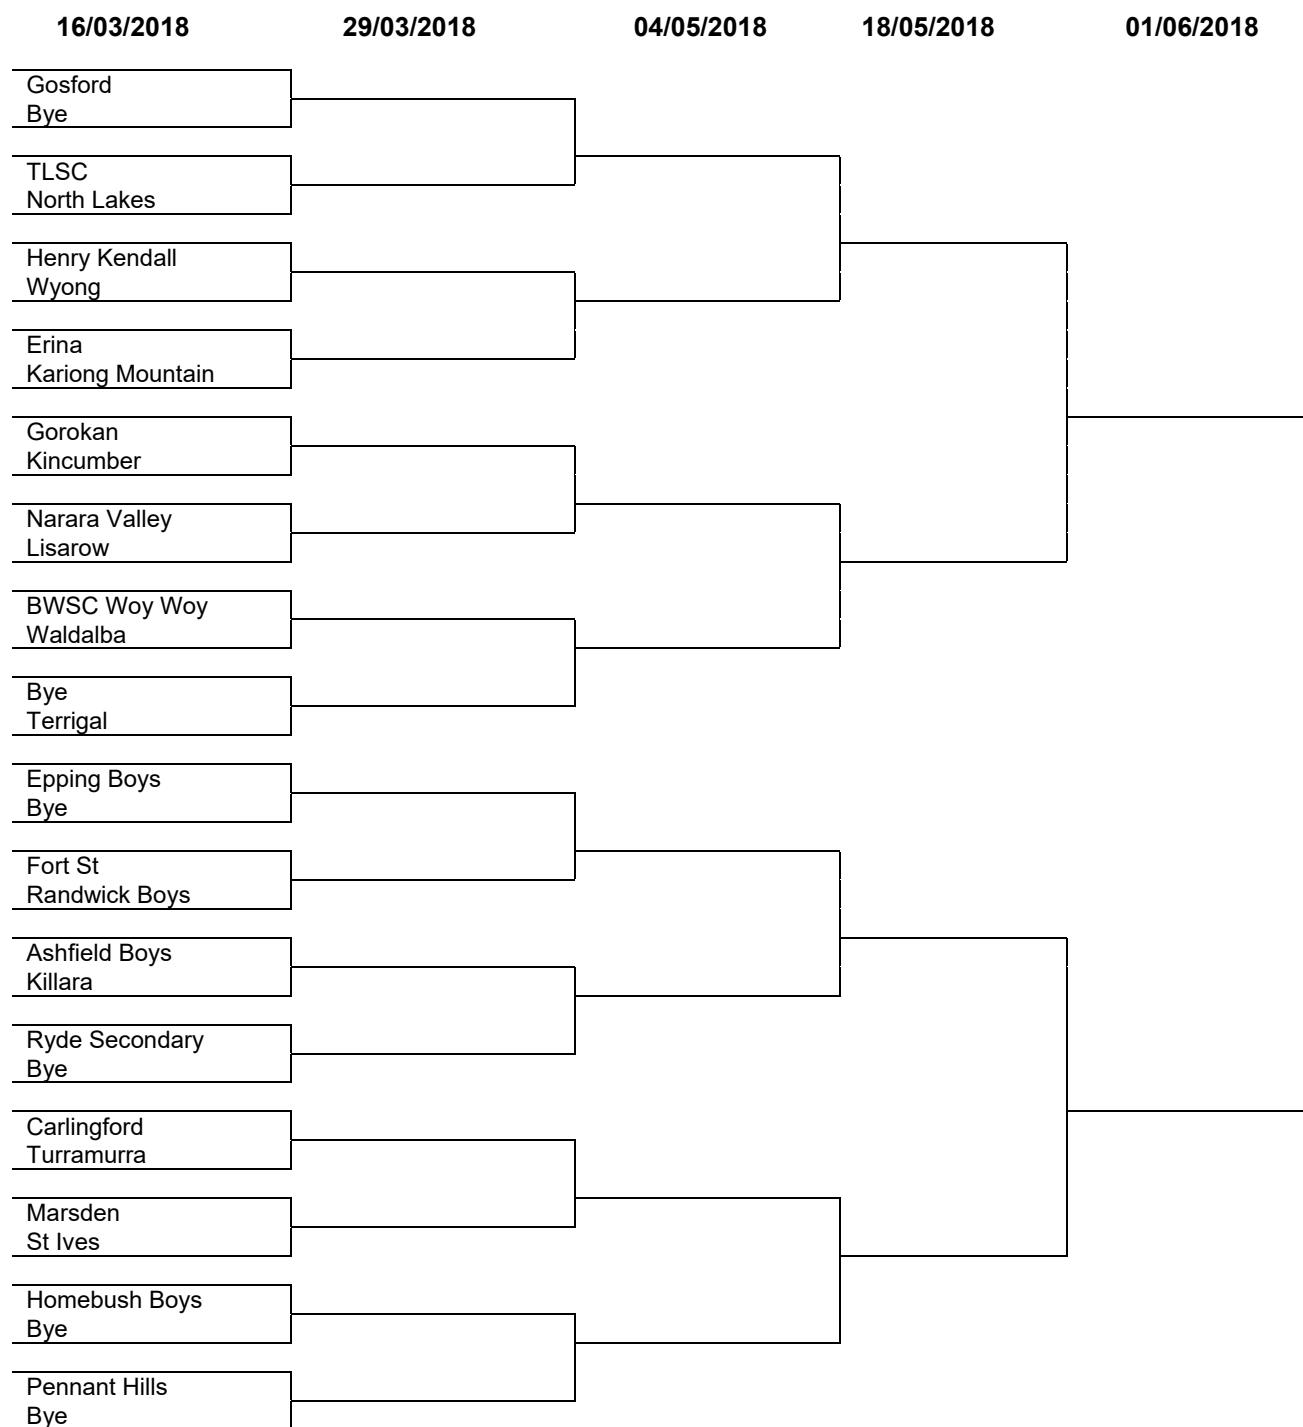 16/03/2018 29/03/2018 04/05/2018 18/05/2018 01/06/2018
Gosford
Bye
TLSC
North Lakes
Henry Kendall
Wyong
Erina
Kariong Mountain
Gorokan
Kincumber
Narara Valley
Lisarow
BWSC Woy Woy
Waldalba
Bye
Terrigal
Epping Boys
Bye
Fort St
Randwick Boys
Ashfield Boys
Killara
Ryde Secondary
Bye
Carlingford
Turramurra
Marsden
St Ives
Homebush Boys
Bye
Pennant Hills
Bye